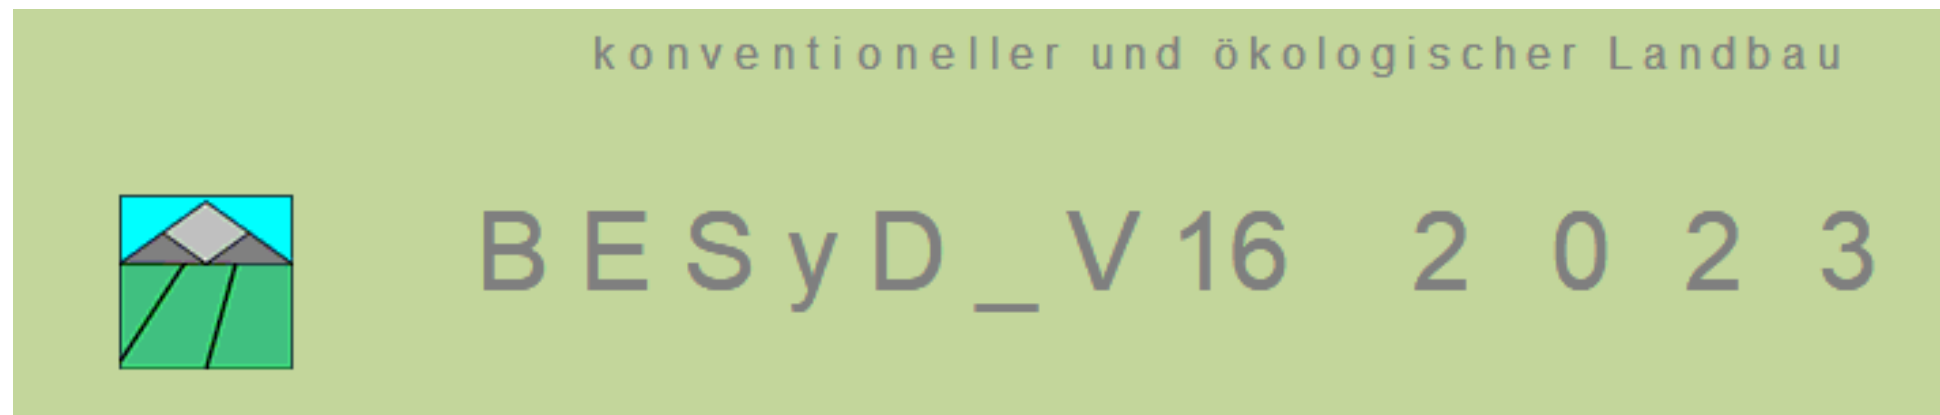 konventioneller und ökologischer Landbau
BESyD_V16 2023